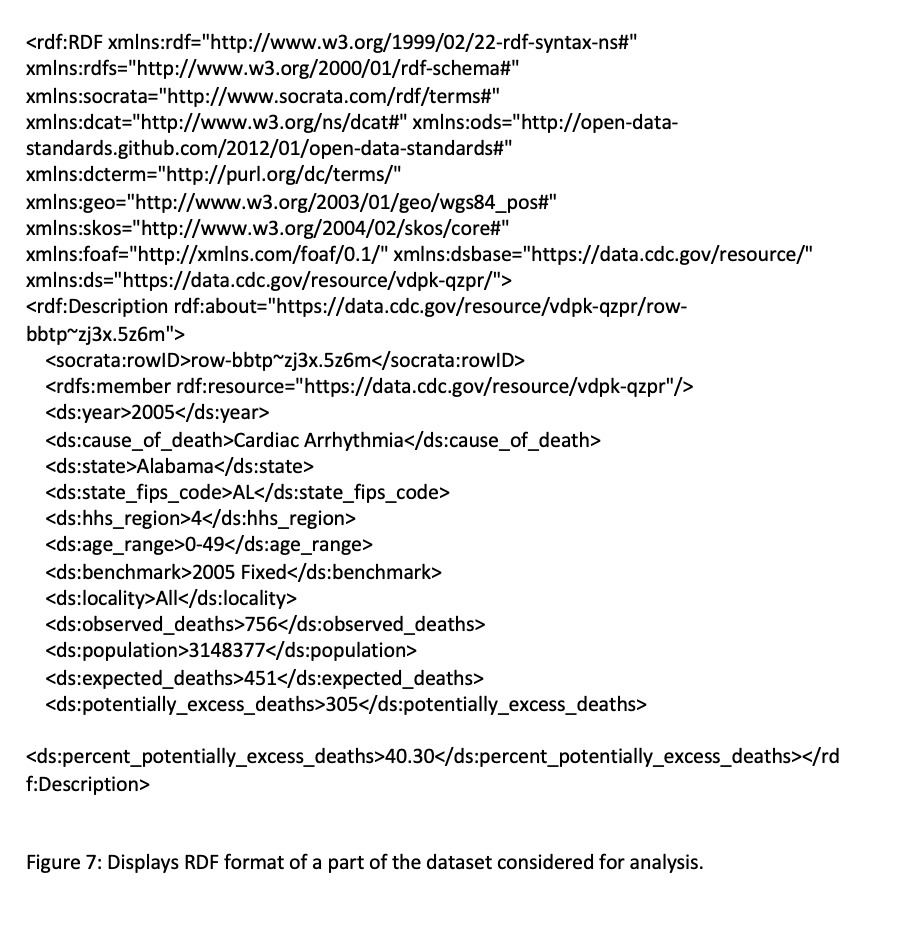 <rdf:RDF xmlns:rdf="http://www.w3.org/1999/02/22-rdf-syntax-ns#"
xmlns:rdfs="http://www.w3.org/2000/01/rdf-schema#"
xmlns:socrata="http://www.socrata.com/rdf/terms#"
xmlns:dcat="http://www.w3.org/ns/dcat#" xmlns:ods="http://open-data-
standards.github.com/2012/01/open-data-standards#"
xmlns:dcterm="http://purl.org/dc/terms/"
xmlns:geo="http://www.w3.org/2003/01/geo/wgs84_pos#"
xmlns:skos="http://www.w3.org/2004/02/skos/core#"
xmlns:foaf="http://xmlns.com/foaf/0.1/" xmlns:dsbase="https://data.cdc.gov/resource/"
xmlns:ds="https://data.cdc.gov/resource/vdpk-qzpr/">
<rdf:Description rdf:about="https://data.cdc.gov/resource/vdpk-qzpr/row-
bbtp~zj3x.5z6m">
<socrata:rowID>row-bbtp~zj3x.5z6m</socrata:rowID>
<rdfs:member rdf:resource="https://data.cdc.gov/resource/vdpk-qzpr"/>
<ds:year>2005</ds:year>
<ds:cause_of_death>Cardiac Arrhythmia</ds:cause_of_death>
<ds:state>Alabama</ds:state>
<ds:state_fips_code>AL</ds:state_fips_code>
<ds:hhs_region>4</ds:hhs_region>
<ds:age_range>0-49</ds:age_range>
<ds:benchmark>2005 Fixed</ds:benchmark>
<ds:locality>All</ds:locality>
<ds:observed_deaths>756</ds:observed_deaths>
<ds:population>3148377</ds:population>
<ds:expected_deaths>451</ds:expected_deaths>
<ds:potentially_excess_deaths>305</ds:potentially_excess_deaths>
<ds:percent_potentially_excess_deaths>40.30</ds:percent_potentially_excess_deaths></rd
f:Description>
Figure 7: Displays RDF format of a part of the dataset considered for analysis.